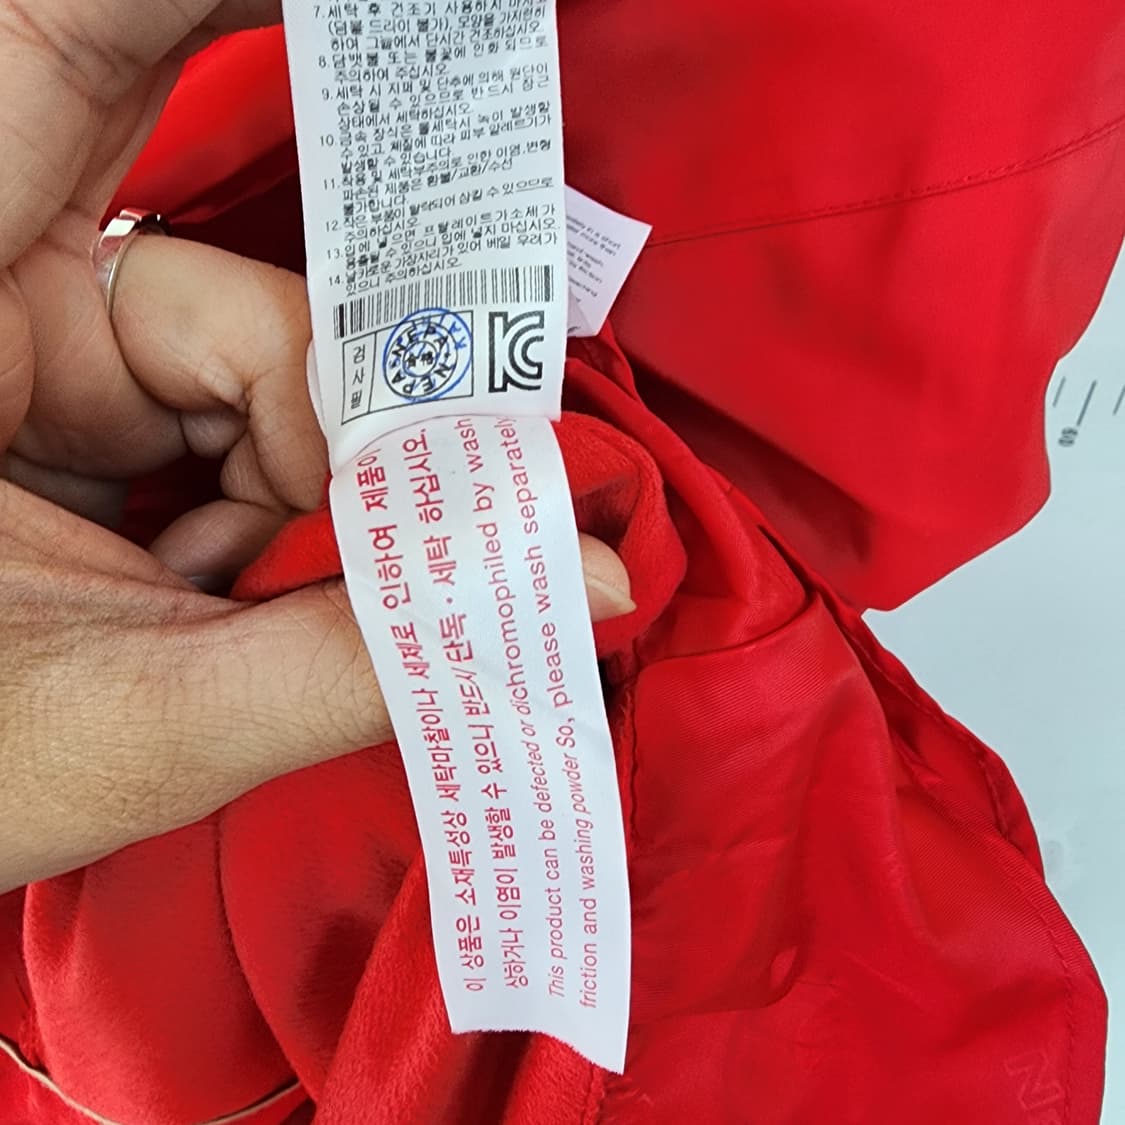 7. 세탁 후 건조기 사용하지 마시고
(덤블 드라이 불가), 모양을 가지런히
하여 그늘에서 단시간 건조하십시오.
8. 담뱃불 또는 불꽃에 인화 되므로
주의하여 주십시오.
9. 세탁 시 지퍼 및 단추에 의해 원단이
손상될 수 있으므로 반드시 잠근
상태에서 세탁하십시오.
10. 금속 장식은 물세탁시 녹이 발생할
수 있고, 체질에 따라 피부 알레르기가
발생할 수 있습니다.
11. 착용 및 세탁부주의로 인한 이염.변형
파손된 제품은 환불/교환/수선
불가합니다.
12. 작은 부품이 탈락되어 삼킬 수 있으므로
주의하십시오.
13. 입에 넣으면 프탈레이트가소제가
용출될 수 있으니 입에 넣지 마십시오.
14. 날카로운 가장자리가 있어 베일 우려가
있으니 주의하십시오.
검사필
NEPA
이 상품은 소재특성상 세탁마찰이나 세제로 인하여 제품이
상하거나 이염이 발생할 수 있으니 반드시 단독 · 세탁 하십시오.
This product can be defected or dichromophiled by wash
friction and washing powder So, please wash separately